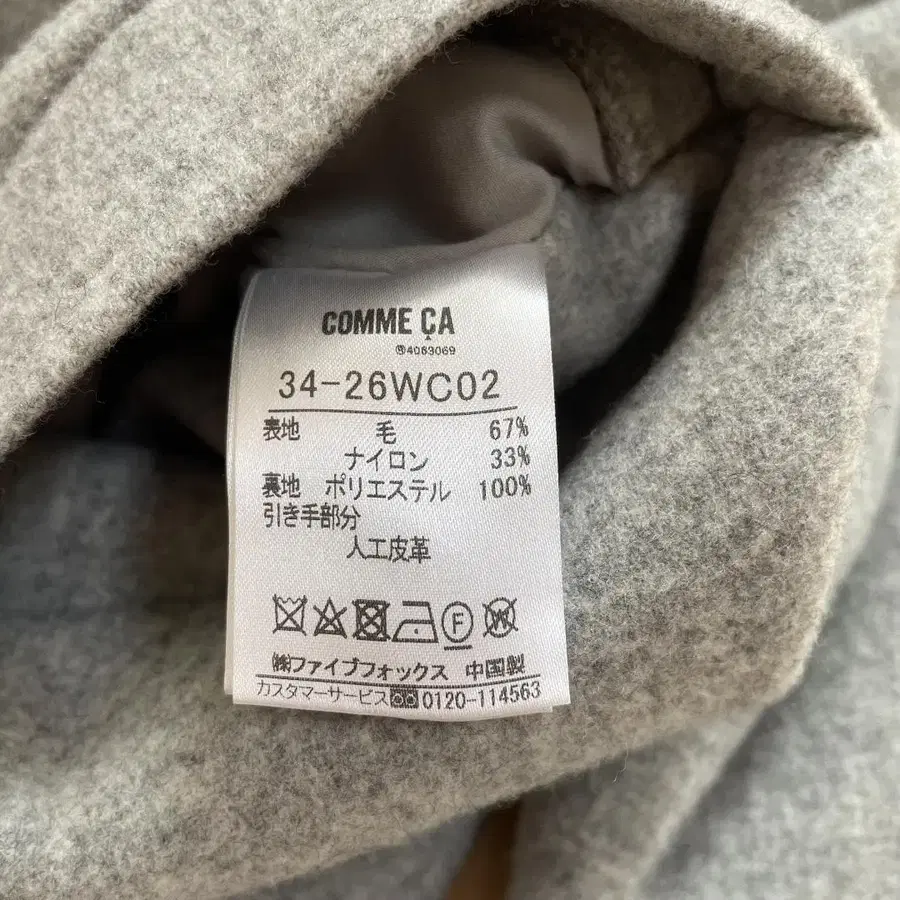 COMME ÇA
Ⓡ4083069
34-26WC02
表地 毛 67%
ナイロン 33%
裏地 ポリエステル 100%
引き手部分
人工皮革
F W
㈱ファイブフォックス 中国製
カスタマーサービス 0120-114563